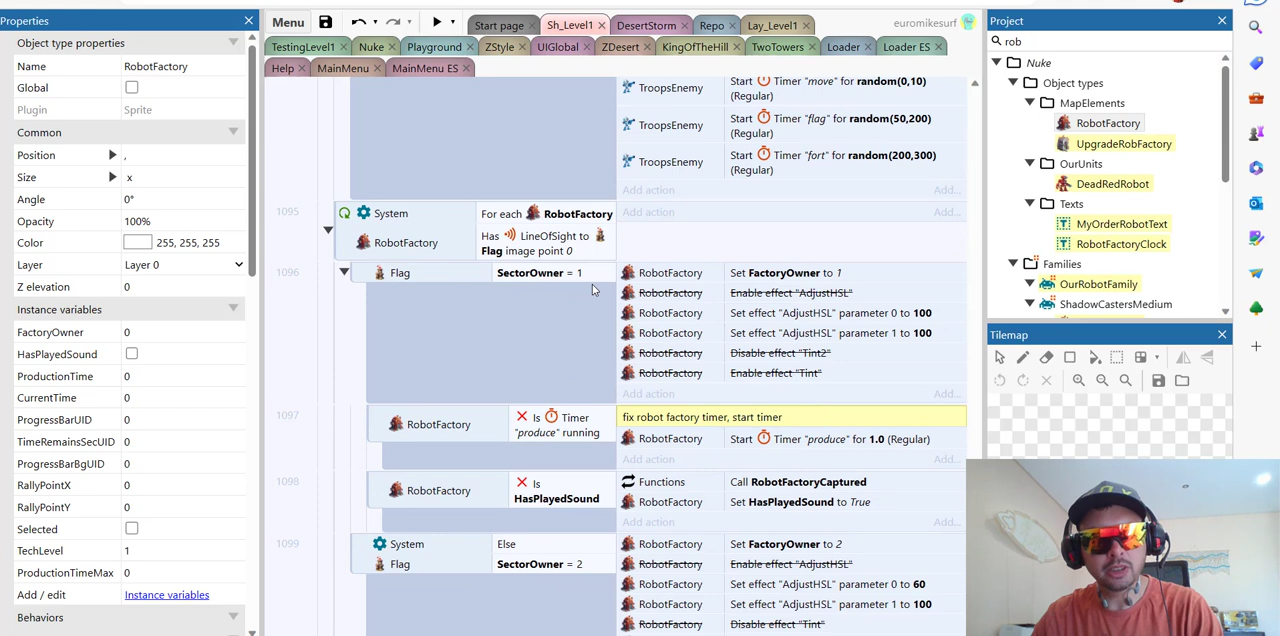 Properties
Object type properties
Name RobotFactory
Global
Plugin Sprite
Common
Position ,
Size x
Angle 0°
Opacity 100%
Color 255, 255, 255
Layer Layer 0
Z elevation 0
Instance variables
FactoryOwner 0
HasPlayedSound
ProductionTime 0
CurrentTime 0
ProgressBarUID 0
TimeRemainsSecUID 0
ProgressBarBgUID 0
RallyPointX 0
RallyPointY 0
Selected
TechLevel 1
ProductionTimeMax 0
Add / edit Instance variables
Behaviors
Menu
Start page Sh_Level1 DesertStorm Repo Lay_Level1 euromikesurf
TestingLevel1 Nuke Playground ZStyle UIGlobal ZDesert KingOfTheHill TwoTowers Loader Loader ES
Help MainMenu MainMenu ES
TroopsEnemy Start Timer "move" for random(0,10) (Regular)
TroopsEnemy Start Timer "flag" for random(50,200) (Regular)
TroopsEnemy Start Timer "fort" for random(200,300) (Regular)
Add action Add...
1095 System For each RobotFactory Add action Add...
RobotFactory Has LineOfSight to Flag image point 0
1096 Flag SectorOwner = 1 RobotFactory Set FactoryOwner to 1
RobotFactory Enable effect "AdjustHSL"
RobotFactory Set effect "AdjustHSL" parameter 0 to 100
RobotFactory Set effect "AdjustHSL" parameter 1 to 100
RobotFactory Disable effect "Tint2"
RobotFactory Enable effect "Tint"
Add action Add...
1097 RobotFactory Is Timer "produce" running fix robot factory timer, start timer
RobotFactory Start Timer "produce" for 1.0 (Regular)
Add action Add...
1098 RobotFactory Is HasPlayedSound Functions Call RobotFactoryCaptured
RobotFactory Set HasPlayedSound to True
Add action Add...
1099 System Else RobotFactory Set FactoryOwner to 2
Flag SectorOwner = 2 RobotFactory Enable effect "AdjustHSL"
RobotFactory Set effect "AdjustHSL" parameter 0 to 60
RobotFactory Set effect "AdjustHSL" parameter 1 to 100
RobotFactory Disable effect "Tint"
Project
rob
Nuke
Object types
MapElements
RobotFactory
UpgradeRobFactory
OurUnits
DeadRedRobot
Texts
MyOrderRobotText
RobotFactoryClock
Families
OurRobotFamily
ShadowCastersMedium
Tilemap